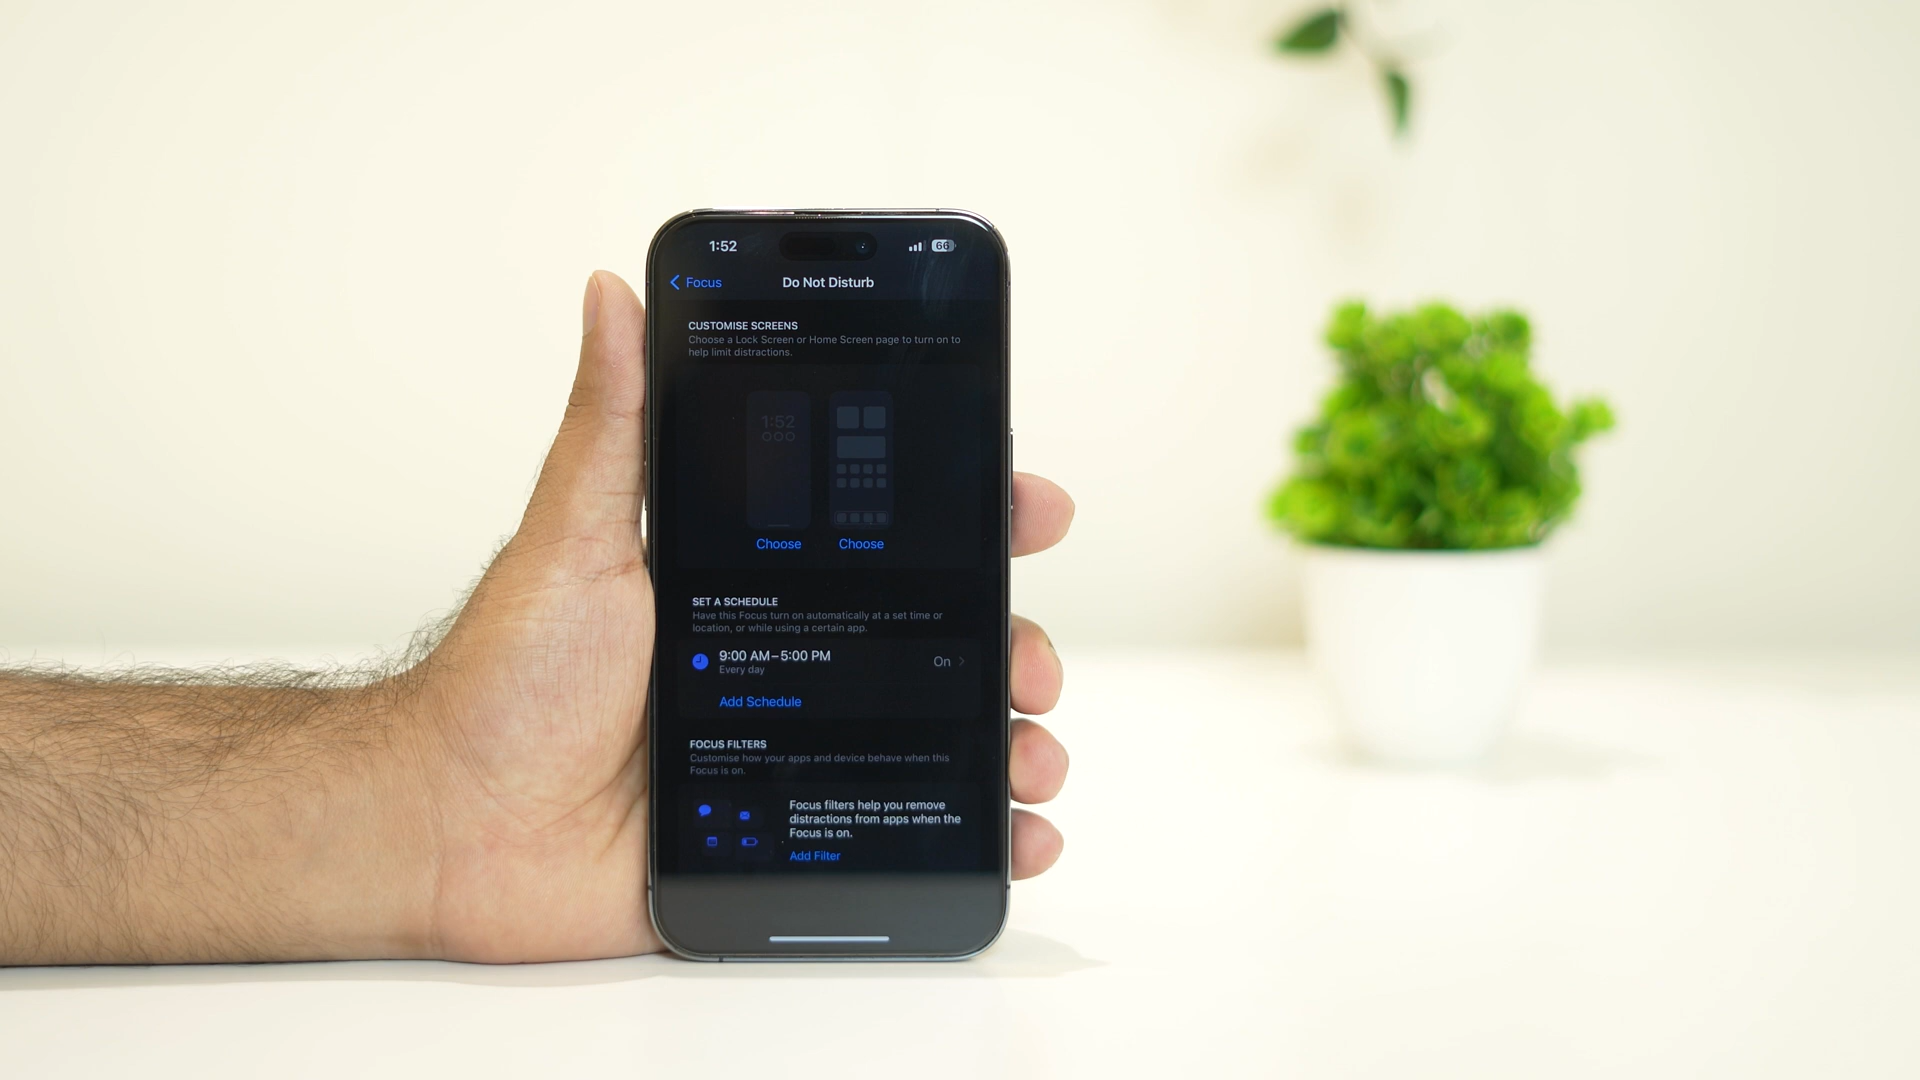 1:52
66
Focus
Do Not Disturb
CUSTOMISE SCREENS
Choose a Lock Screen or Home Screen page to turn on to
help limit distractions.
1:52
Choose
Choose
SET A SCHEDULE
Have this Focus turn on automatically at a set time or
location, or while using a certain app.
9:00 AM–5:00 PM
Every day
On
Add Schedule
FOCUS FILTERS
Customise how your apps and device behave when this
Focus is on.
Focus filters help you remove
distractions from apps when the
Focus is on.
Add Filter